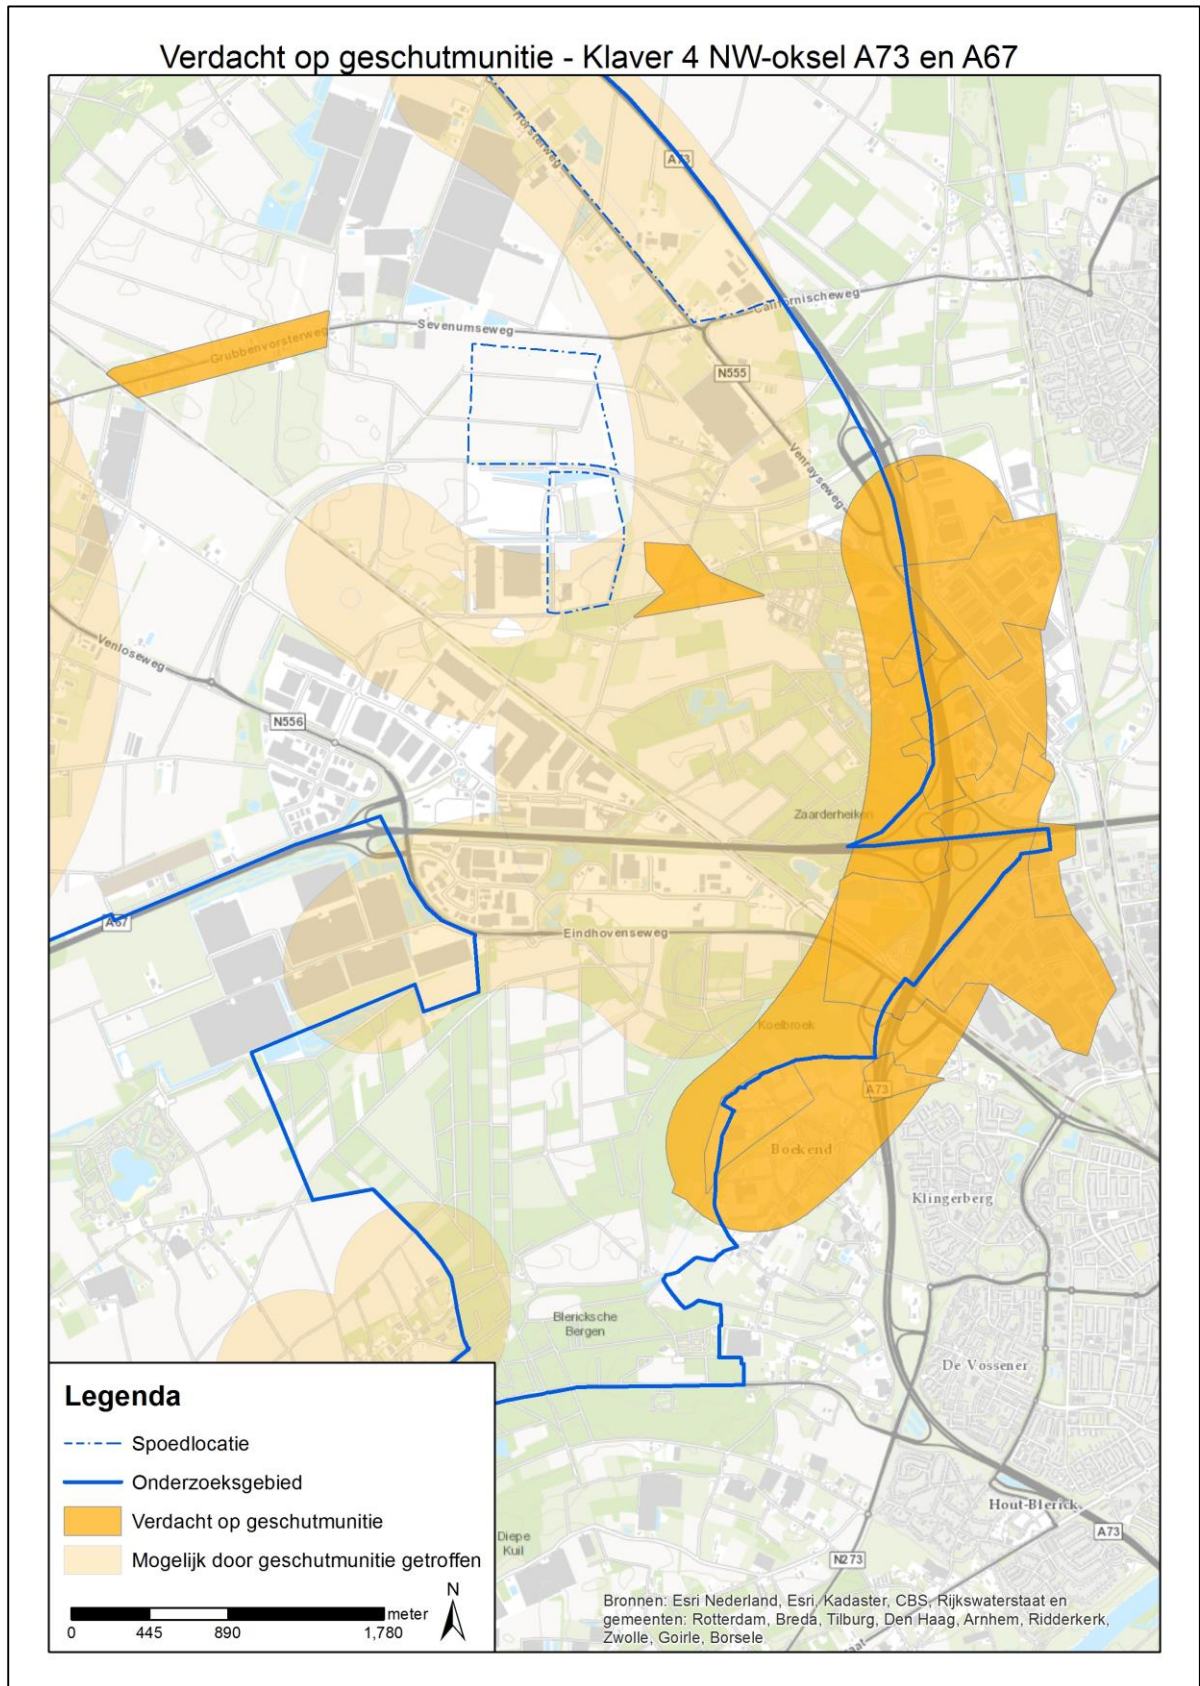 Verdacht op geschutmunitie - Klaver 4 NW-oksel A73 en A67
Horsterweg
A73
Californischeweg
Sevenumseweg
Grubbenvorsterweg
N555
Venrayseweg
Venloseweg
N556
Zaarderheiken
A67
Eindhovenseweg
Koelbroek
A73
Boekend
Klingerberg
Blericksche
Bergen
De Vossener
Legenda
Spoedlocatie
Onderzoeksgebied
Verdacht op geschutmunitie
Mogelijk door geschutmunitie getroffen
N
meter
0 445 890 1,780
Diepe
Kuil
Hout-Blerick
A73
N273
Bronnen: Esri Nederland, Esri, Kadaster, CBS, Rijkswaterstaat en
gemeenten: Rotterdam, Breda, Tilburg, Den Haag, Arnhem, Ridderkerk,
Zwolle, Goirle, Borsele